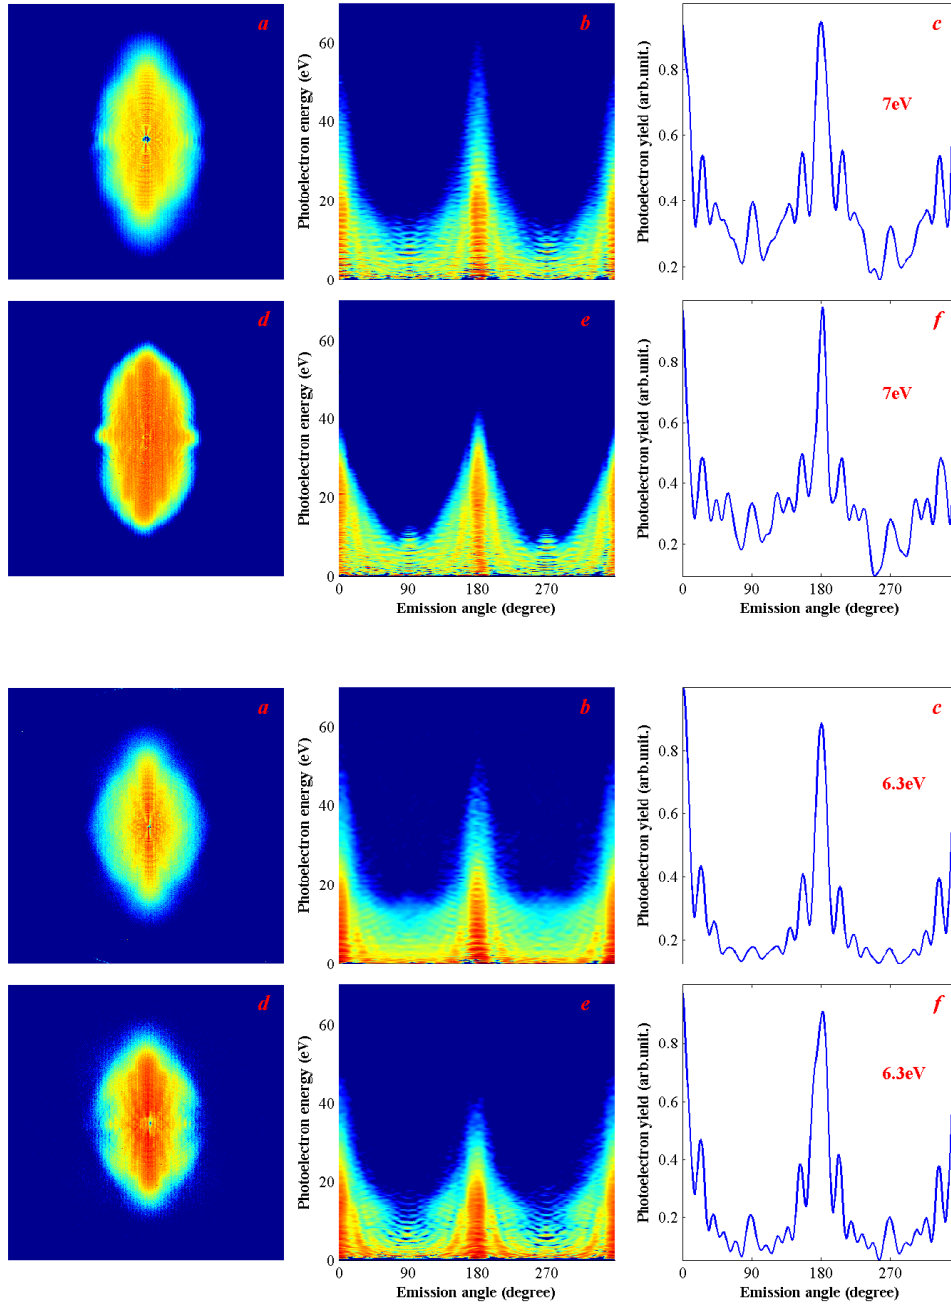 a
b
c
60
40
20
0
Photoelectron energy (eV)
0.8
0.6
0.4
0.2
Photoelectron yield (arb.unit.)
7eV
d
e
f
60
40
20
0
Photoelectron energy (eV)
0 90 180 270
Emission angle (degree)
0.8
0.6
0.4
0.2
Photoelectron yield (arb.unit.)
7eV
0 90 180 270
Emission angle (degree)
a
b
c
60
40
20
0
Photoelectron energy (eV)
0.8
0.6
0.4
0.2
Photoelectron yield (arb.unit.)
6.3eV
d
e
f
60
40
20
0
Photoelectron energy (eV)
0 90 180 270
Emission angle (degree)
0.8
0.6
0.4
0.2
Photoelectron yield (arb.unit.)
6.3eV
0 90 180 270
Emission angle (degree)